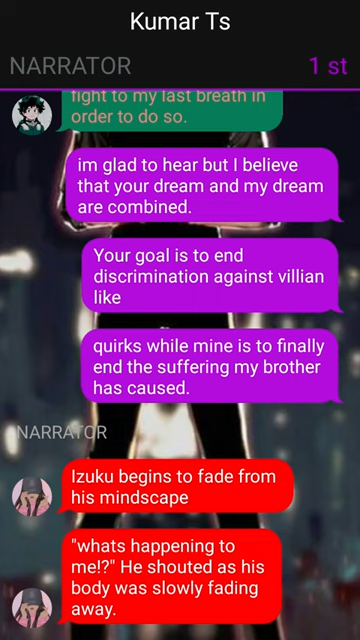 Kumar Ts
NARRATOR
1 st
fight to my last breath in
order to do so.
im glad to hear but I believe
that your dream and my dream
are combined.
Your goal is to end
discrimination against villian
like
quirks while mine is to finally
end the suffering my brother
has caused.
NARRATOR
Izuku begins to fade from
his mindscape
"whats happening to
me!?" He shouted as his
body was slowly fading
away.